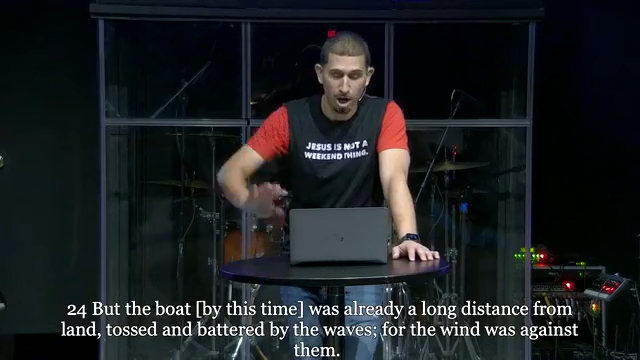 JESUS IS NOT A
WEEKEND THING.
24 But the boat [by this time] was already a long distance from
land, tossed and battered by the waves; for the wind was against
them.